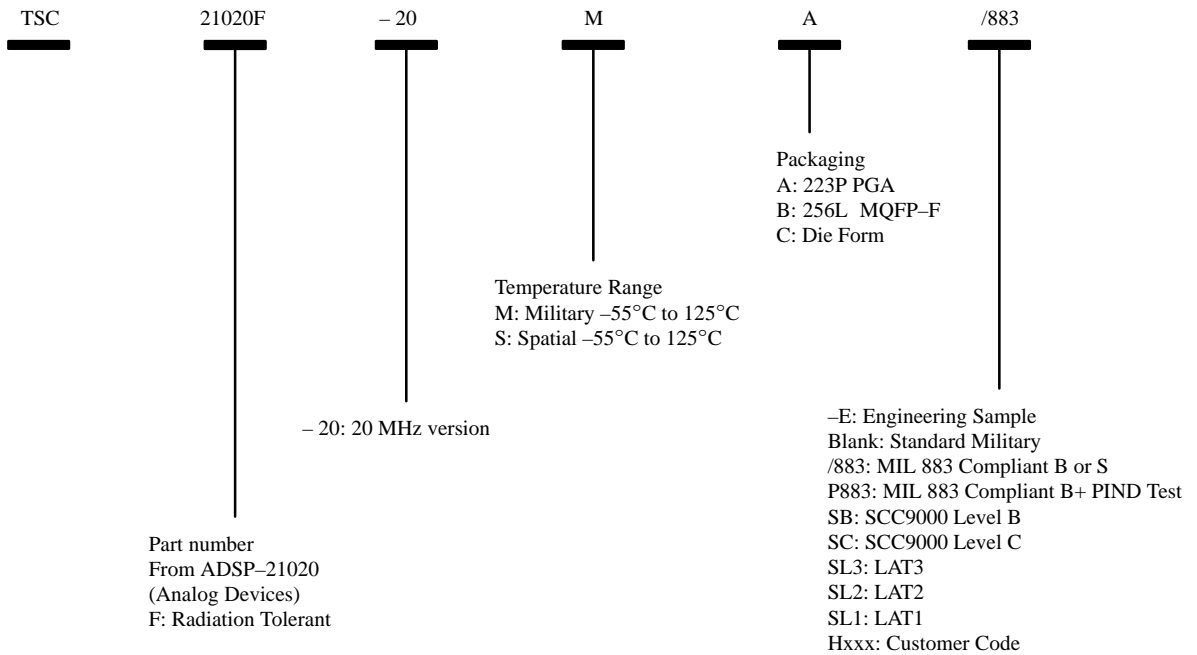 TSC 21020F – 20 M A /883
Packaging
A: 223P PGA
B: 256L MQFP–F
C: Die Form
Temperature Range
M: Military –55°C to 125°C
S: Spatial –55°C to 125°C
– 20: 20 MHz version
–E: Engineering Sample
Blank: Standard Military
/883: MIL 883 Compliant B or S
P883: MIL 883 Compliant B+ PIND Test
SB: SCC9000 Level B
SC: SCC9000 Level C
SL3: LAT3
SL2: LAT2
SL1: LAT1
Hxxx: Customer Code
Part number
From ADSP–21020
(Analog Devices)
F: Radiation Tolerant